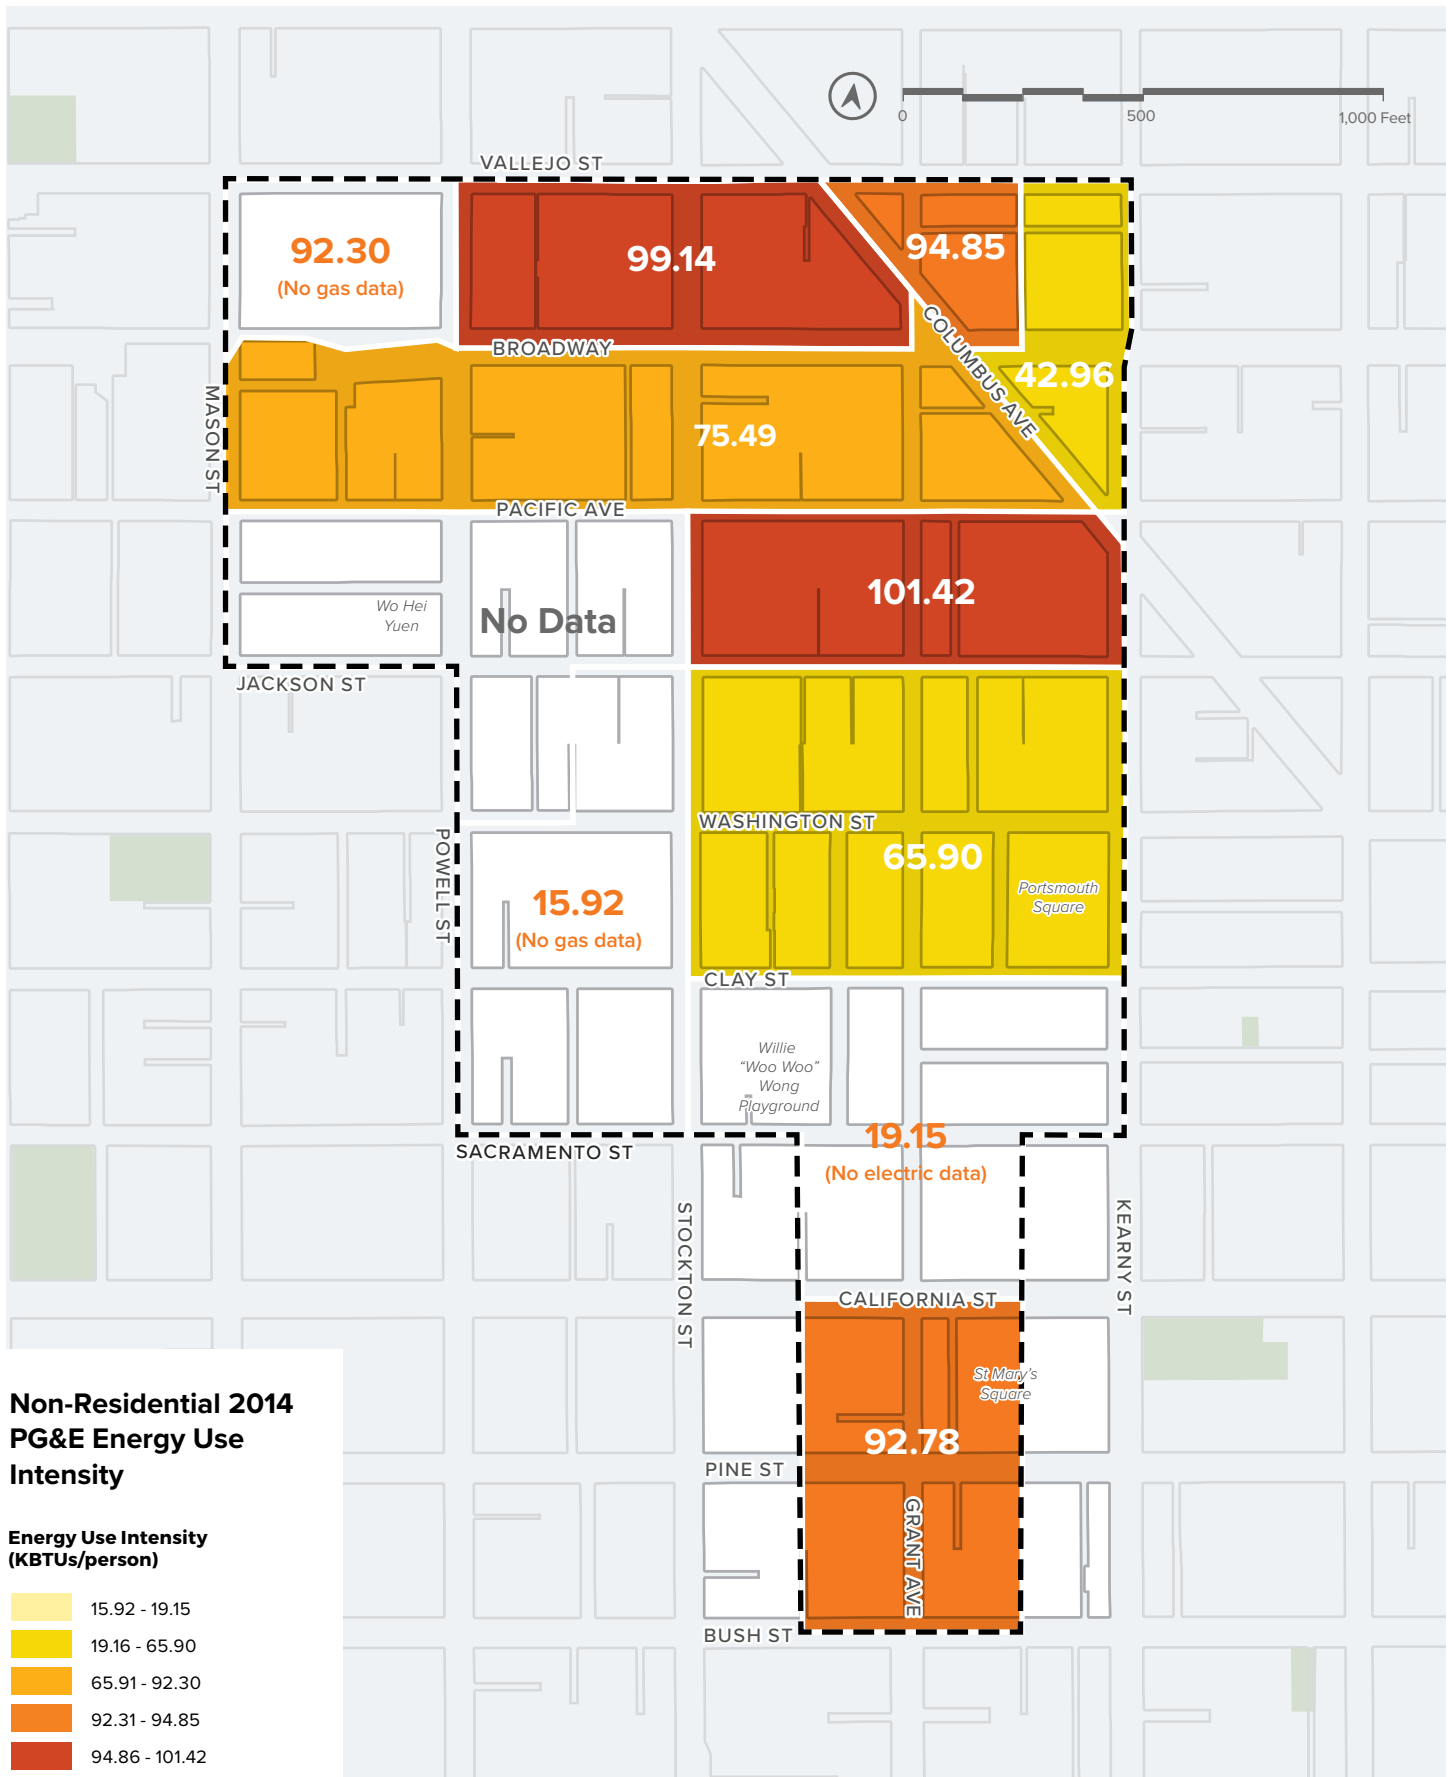 0
500
1,000 Feet
VALLEJO ST
92.30
(No gas data)
99.14
94.85
COLUMBUS AVE
BROADWAY
42.96
MASON ST
75.49
PACIFIC AVE
101.42
Wo Hei
Yuen
No Data
JACKSON ST
WASHINGTON ST
POWELL ST
65.90
15.92
(No gas data)
Portsmouth
Square
CLAY ST
Willie
“Woo Woo”
Wong
Playground
19.15
(No electric data)
SACRAMENTO ST
STOCKTON ST
KEARNY ST
CALIFORNIA ST
St Mary's
Square
92.78
PINE ST
GRANT AVE
BUSH ST
Non-Residential 2014
PG&E Energy Use
Intensity
Energy Use Intensity
(KBTUs/person)
15.92 - 19.15
19.16 - 65.90
65.91 - 92.30
92.31 - 94.85
94.86 - 101.42